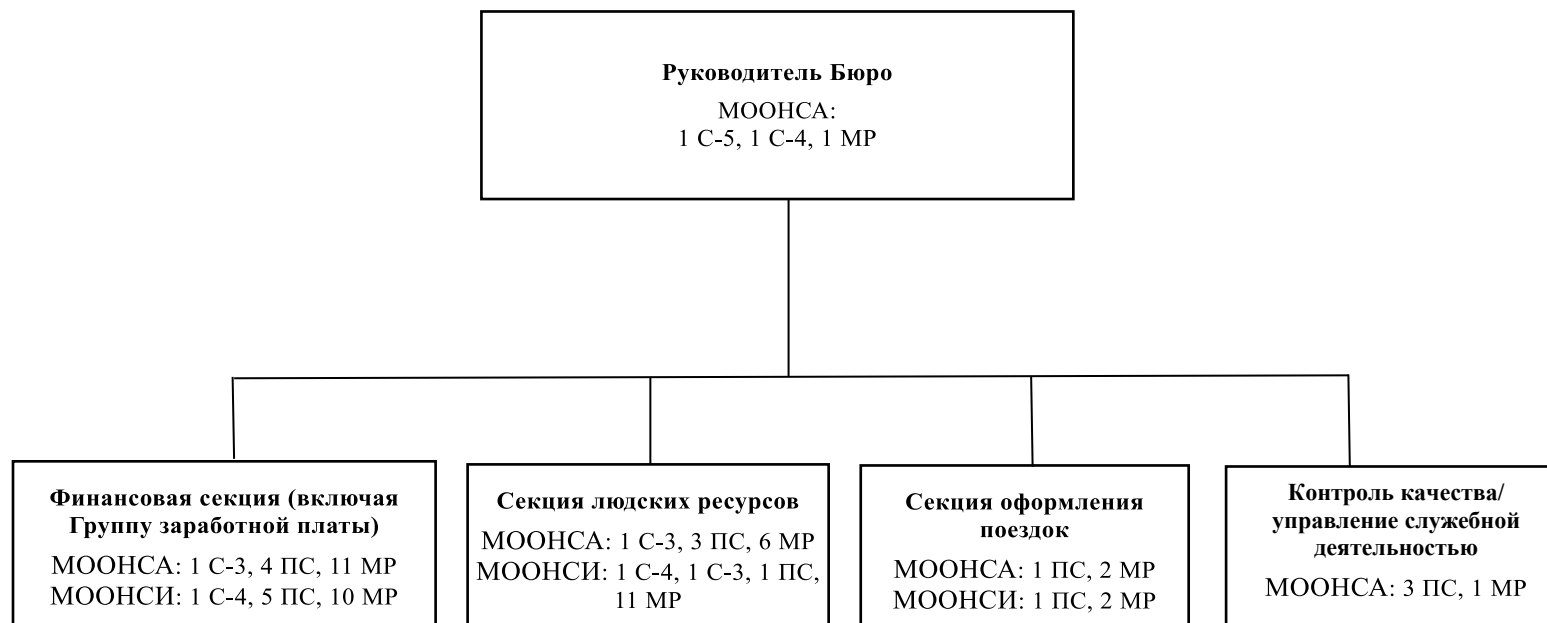 Руководитель Бюро
МООНСА:
1 С-5, 1 С-4, 1 МР
Финансовая секция (включая
Группу заработной платы)
МООНСА: 1 С-3, 4 ПС, 11 МР
МООНСИ: 1 С-4, 5 ПС, 10 МР
Секция людских ресурсов
МООНСА: 1 С-3, 3 ПС, 6 МР
МООНСИ: 1 С-4, 1 С-3, 1 ПС,
11 МР
Секция оформления
поездок
МООНСА: 1 ПС, 2 МР
МООНСИ: 1 ПС, 2 МР
Контроль качества/
управление служебной
деятельностью
МООНСА: 3 ПС, 1 МР